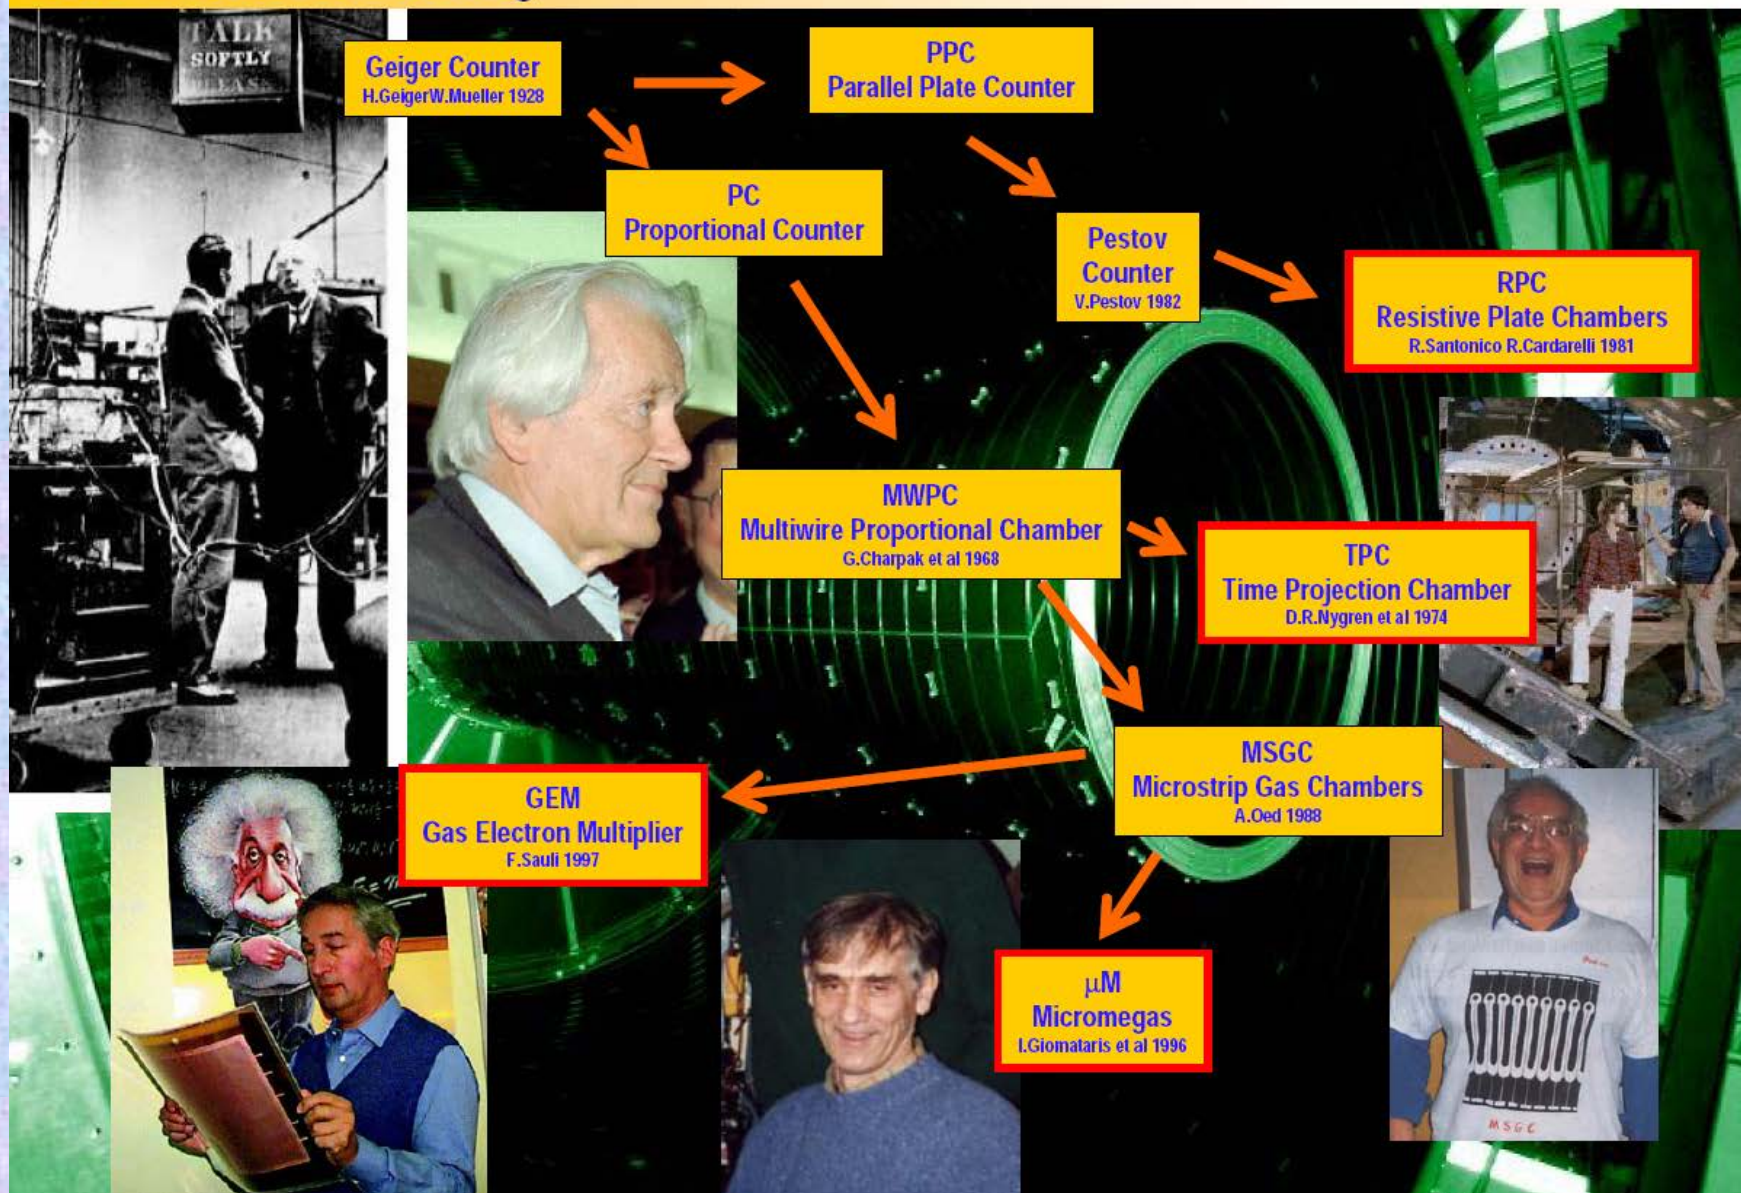 TALK
SOFTLY
PLEASE
Geiger Counter
H.GeigerW.Mueller 1928
PPC
Parallel Plate Counter
PC
Proportional Counter
Pestov
Counter
V.Pestov 1982
RPC
Resistive Plate Chambers
R.Santonico R.Cardarelli 1981
MWPC
Multiwire Proportional Chamber
G.Charpak et al 1968
TPC
Time Projection Chamber
D.R.Nygren et al 1974
MSGC
Microstrip Gas Chambers
A.Oed 1988
GEM
Gas Electron Multiplier
F.Sauli 1997
μM
Micromegas
I.Giomataris et al 1996
MSGC